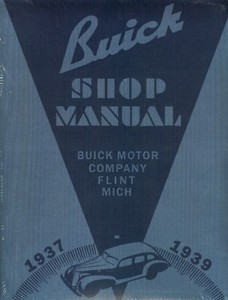 Buick
SHOP
MANUAL
BUICK MOTOR
COMPANY
FLINT
MICH
1937
1939